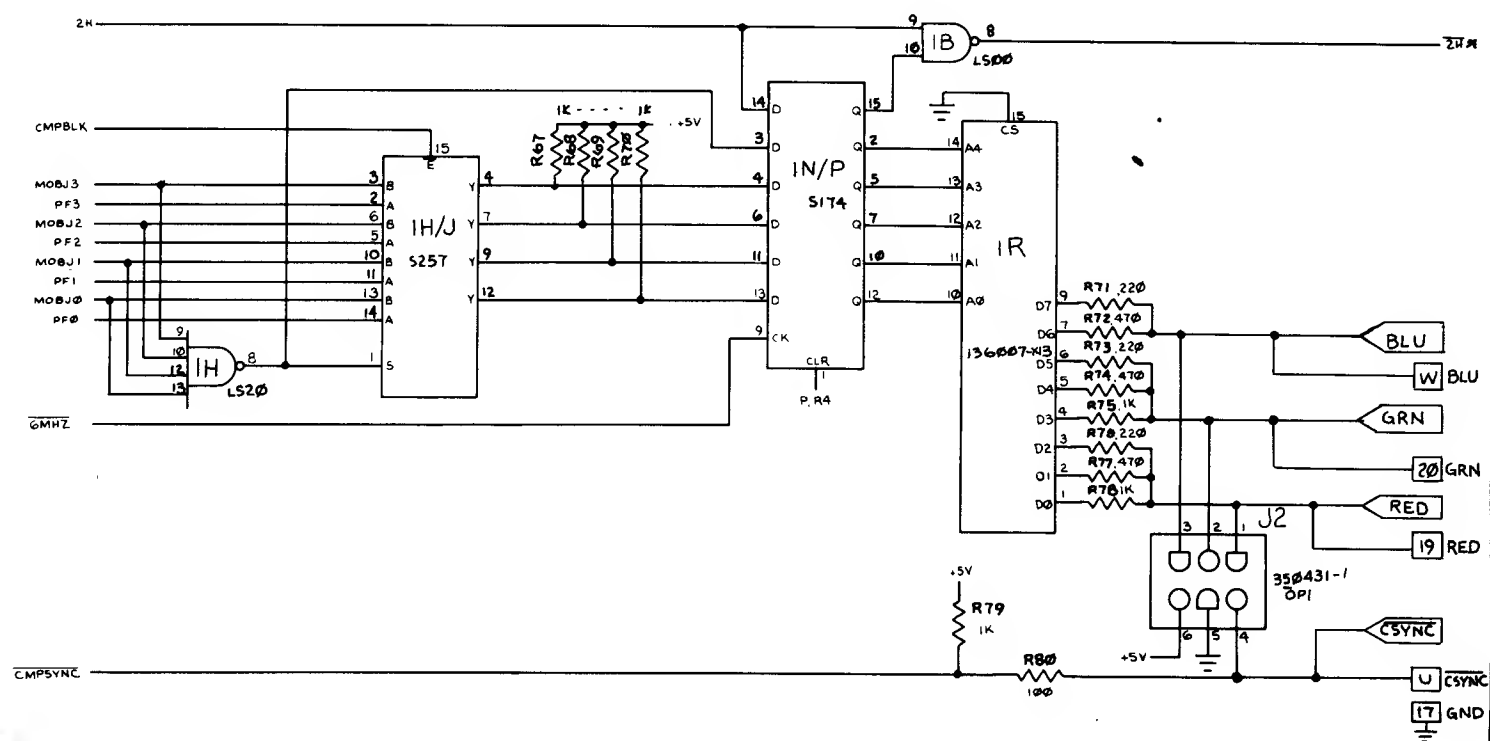 2H
9
10
1B
8
LS00
2H*
CMPBLK
MOBJ3
PF3
MOBJ2
PF2
MOBJ1
PF1
MOBJ0
PF0
6MHZ
9
10
12
13
1H
8
LS20
15
E
3 B
2 A
6 B
5 A
10 B
11 A
13 B
14 A
1 S
1H/J
S257
Y 4
Y 7
Y 9
Y 12
1K - - - - 1K
+5V
R67
R68
R69
R70
14 D
3 D
4 D
6 D
11 D
13 D
9 CK
1N/P
S174
Q 15
Q 2
Q 5
Q 7
Q 10
Q 12
CLR
1
P.R4
15
CS
14 A4
13 A3
12 A2
11 A1
10 A0
1R
136007-X13
D7 9
D6 7
D5 6
D4 5
D3 4
D2 3
O1 2
D0 1
R71, 220
R72, 470
R73, 220
R74, 470
R75, 1K
R78, 220
R77, 470
R78, 1K
BLU
W BLU
GRN
20 GRN
RED
19 RED
J2
3 2 1
350431-1
OP1
6 5 4
+5V
+5V
R79
1K
CMPSYNC
R80
100
CSYNC
U CSYNC
17 GND